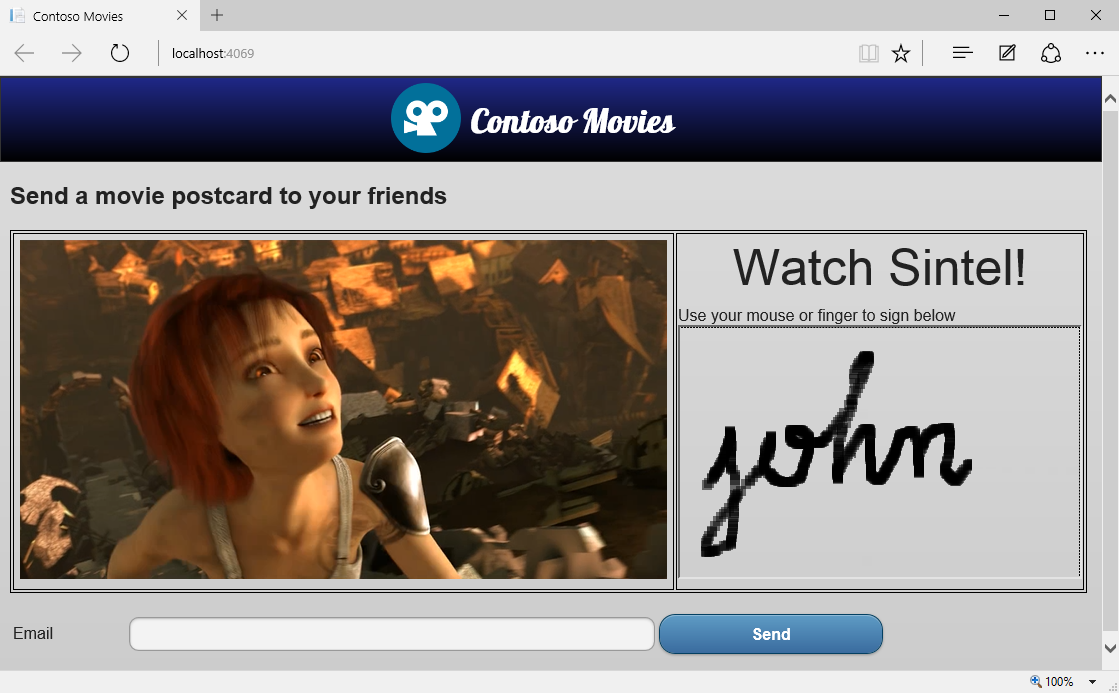 Contoso Movies
localhost:4069
Contoso Movies
Send a movie postcard to your friends
Watch Sintel!
Use your mouse or finger to sign below
john
Email
Send
100%